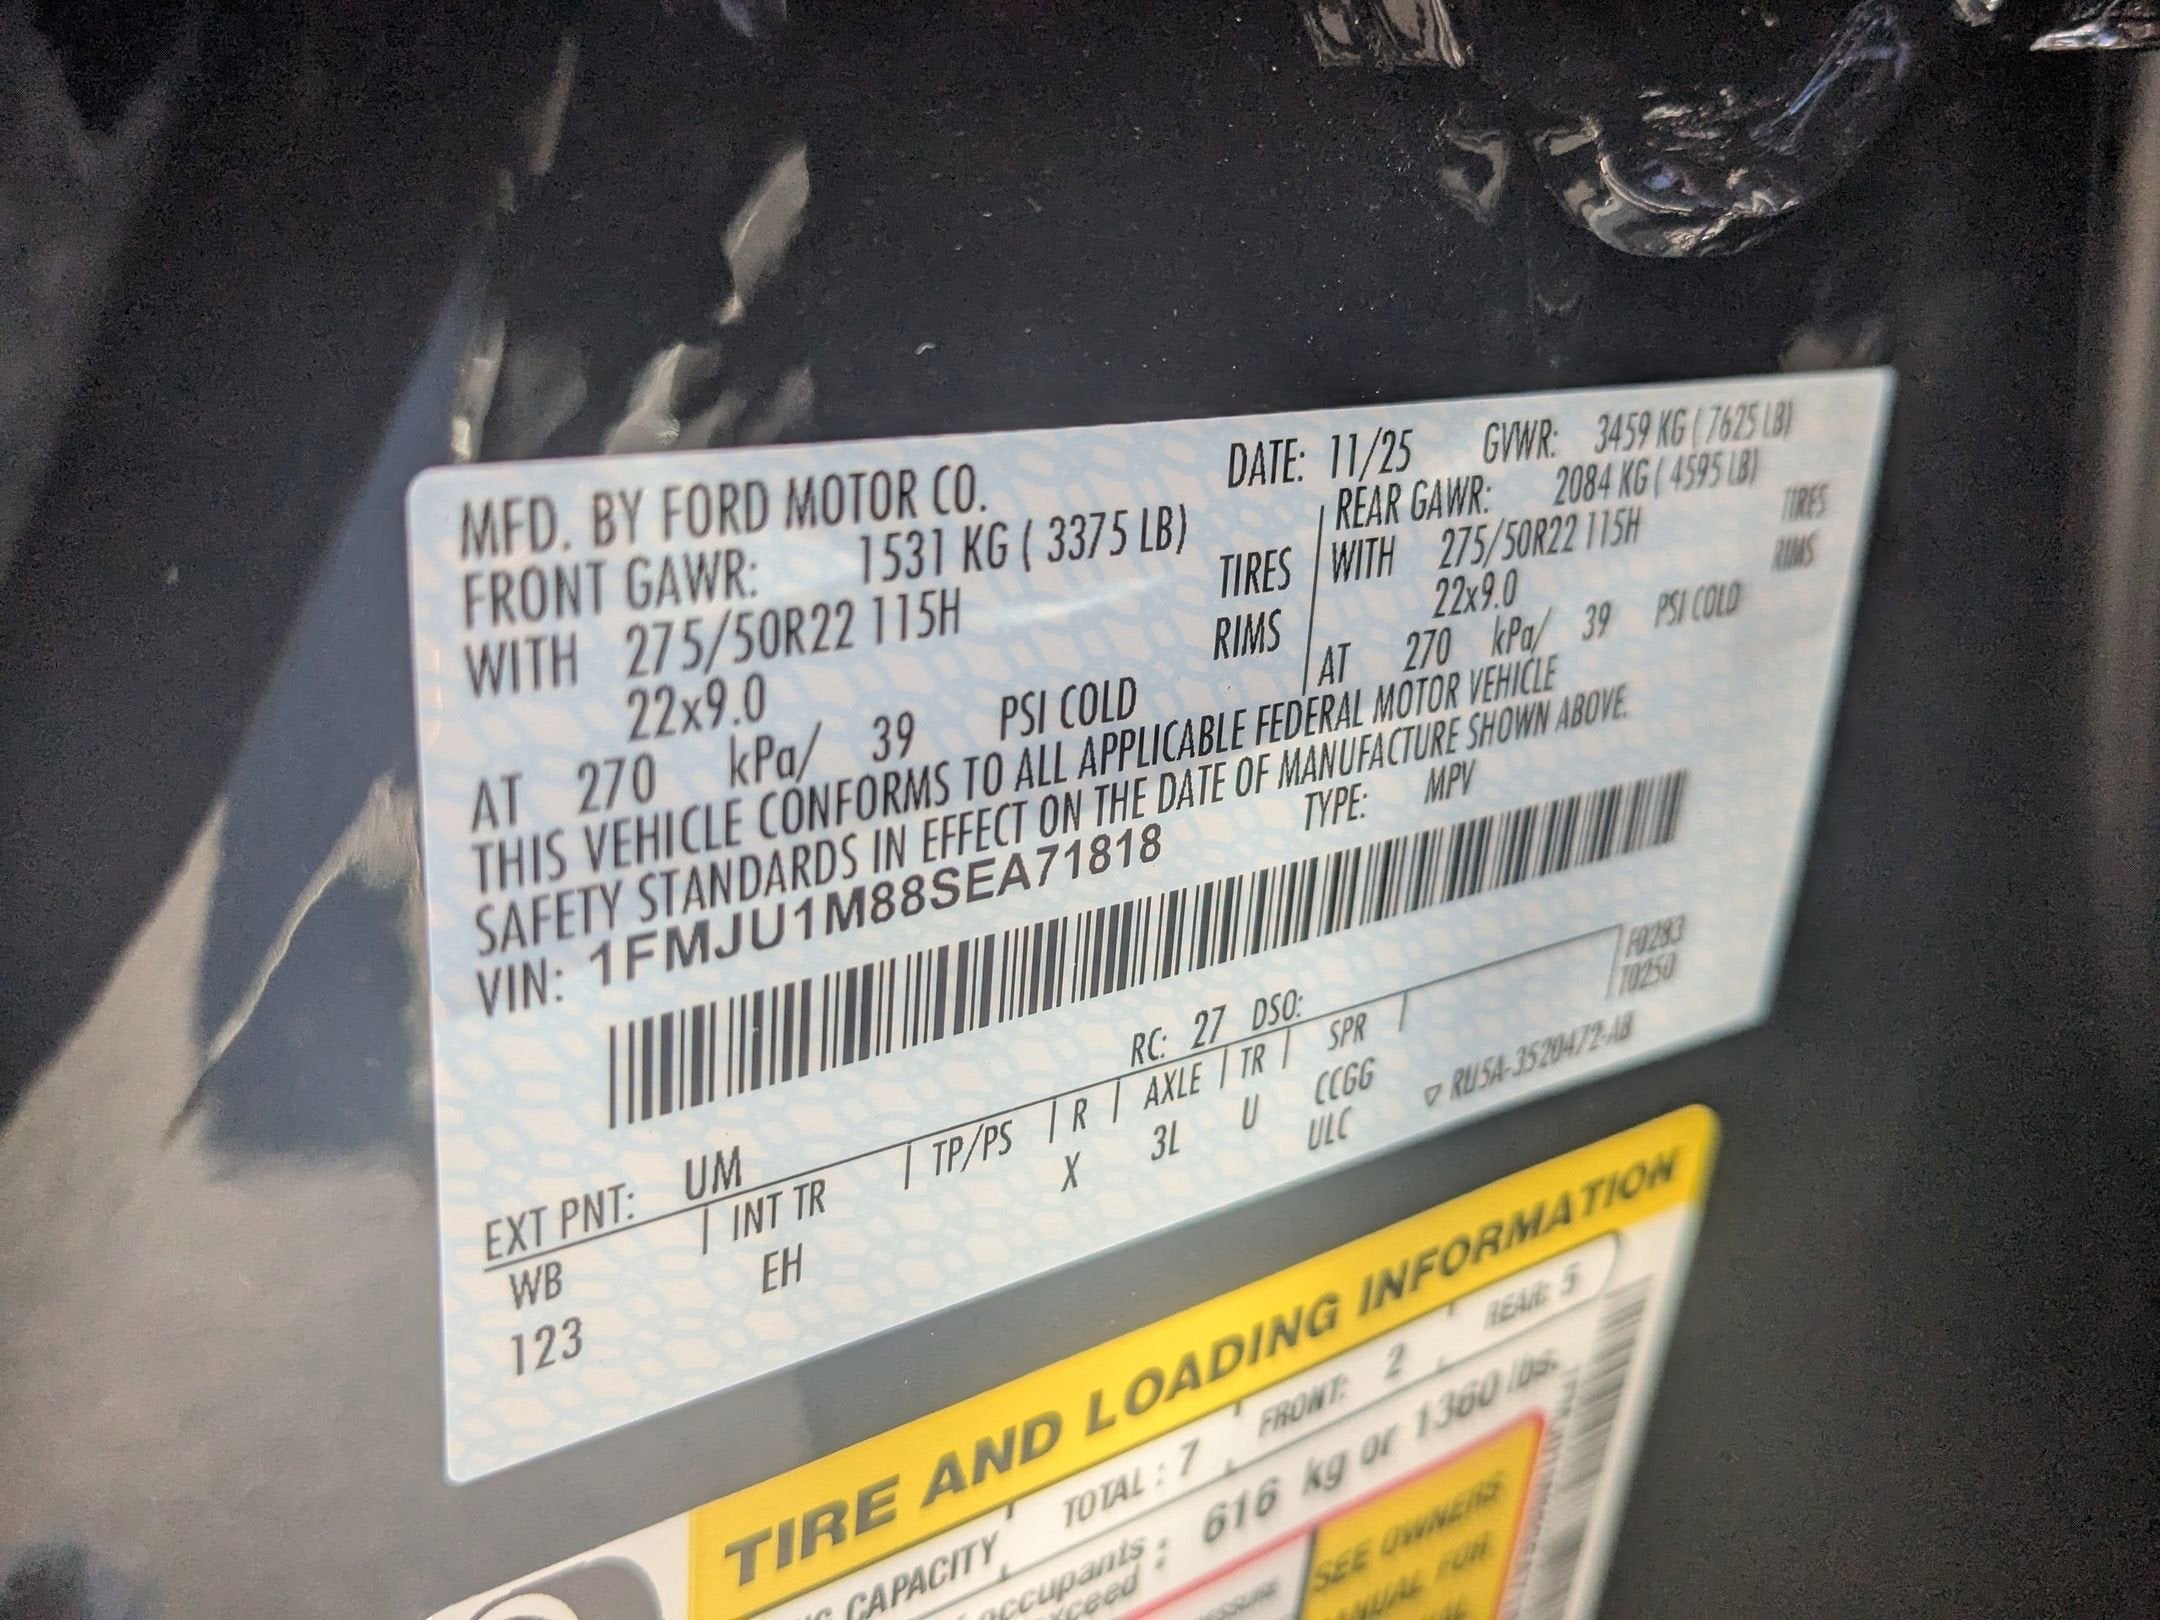 MFD. BY FORD MOTOR CO. DATE: 11/25 GVWR: 3459 KG ( 7625 LB)
FRONT GAWR: 1531 KG ( 3375 LB) REAR GAWR: 2084 KG ( 4595 LB)
WITH 275/50R22 115H TIRES WITH 275/50R22 115H TIRES
22x9.0 RIMS 22x9.0 RIMS
AT 270 kPa/ 39 PSI COLD AT 270 kPa/ 39 PSI COLD
THIS VEHICLE CONFORMS TO ALL APPLICABLE FEDERAL MOTOR VEHICLE
SAFETY STANDARDS IN EFFECT ON THE DATE OF MANUFACTURE SHOWN ABOVE.
VIN: 1FMJU1M88SEA71818 TYPE: MPV
F0283
T0250
EXT PNT: UM RC: 27 DSO:
WB INT TR TP/PS R AXLE TR SPR
123 EH X 3L U CCGG
ULC
▽ RU5A-3520472-AB
TIRE AND LOADING INFORMATION
CAPACITY TOTAL : 7 FRONT: 2 REAR: 5
occupants : 616 kg or 1360 lbs.
exceed
SEE OWNERS
MANUAL FOR